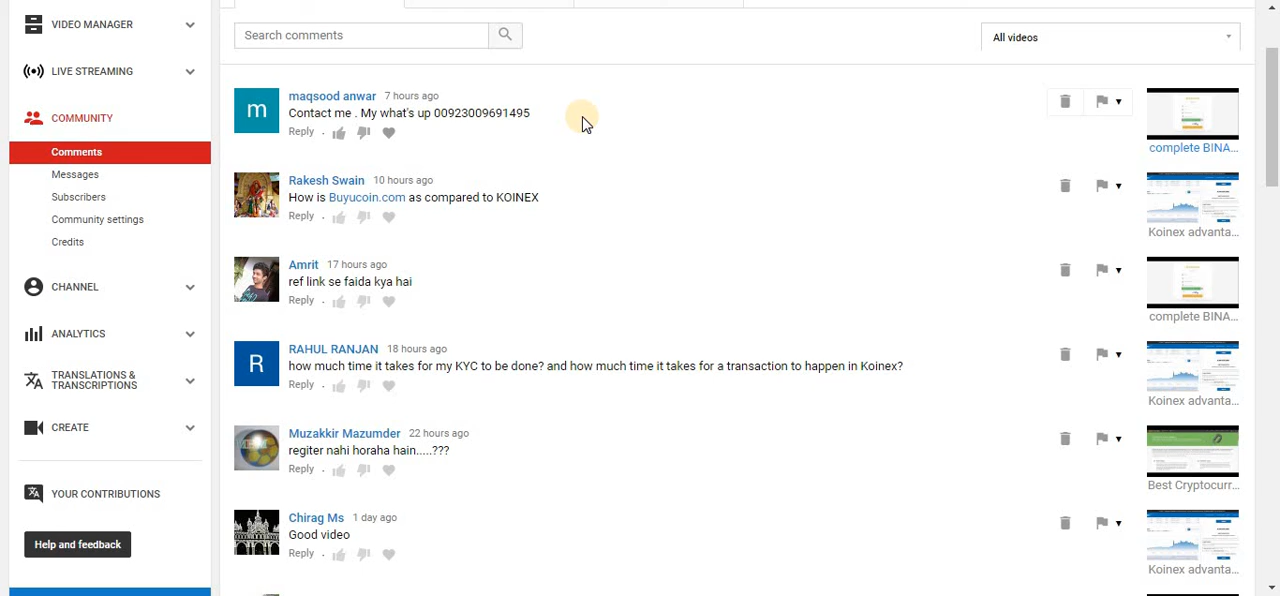 VIDEO MANAGER
LIVE STREAMING
COMMUNITY
Comments
Messages
Subscribers
Community settings
Credits
CHANNEL
ANALYTICS
TRANSLATIONS &
TRANSCRIPTIONS
CREATE
YOUR CONTRIBUTIONS
Help and feedback
Search comments
All videos
m
maqsood anwar 7 hours ago
Contact me . My what's up 00923009691495
Reply
complete BINA...
Rakesh Swain 10 hours ago
How is Buyucoin.com as compared to KOINEX
Reply
Koinex advanta...
Amrit 17 hours ago
ref link se faida kya hai
Reply
complete BINA...
R
RAHUL RANJAN 18 hours ago
how much time it takes for my KYC to be done? and how much time it takes for a transaction to happen in Koinex?
Reply
Koinex advanta...
Muzakkir Mazumder 22 hours ago
regiter nahi horaha hain.....???
Reply
Best Cryptocurr...
Chirag Ms 1 day ago
Good video
Reply
Koinex advanta...